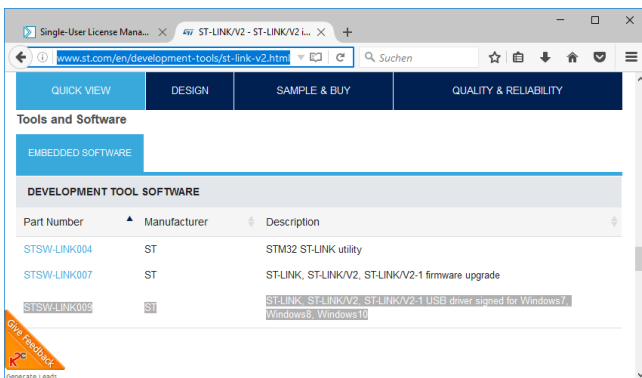 Single-User License Mana...
ST-LINK/V2 - ST-LINK/V2 i...
www.st.com/en/development-tools/st-link-v2.html
Suchen
QUICK VIEW
DESIGN
SAMPLE & BUY
QUALITY & RELIABILITY
Tools and Software
EMBEDDED SOFTWARE
DEVELOPMENT TOOL SOFTWARE
Part Number Manufacturer Description
STSW-LINK004 ST STM32 ST-LINK utility
STSW-LINK007 ST ST-LINK, ST-LINK/V2, ST-LINK/V2-1 firmware upgrade
STSW-LINK009 ST ST-LINK, ST-LINK/V2, ST-LINK/V2-1 USB driver signed for Windows7,
Windows8, Windows10
Give Feedback
K2C
Generate Leads